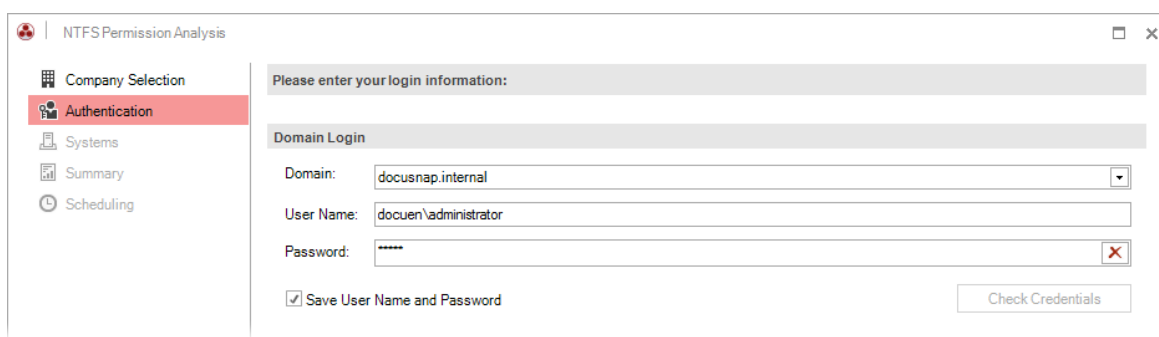 NTFS Permission Analysis
Company Selection
Authentication
Systems
Summary
Scheduling
Please enter your login information:
Domain Login
Domain: docusnap.internal
User Name: docuen\administrator
Password: *****
Save User Name and Password
Check Credentials